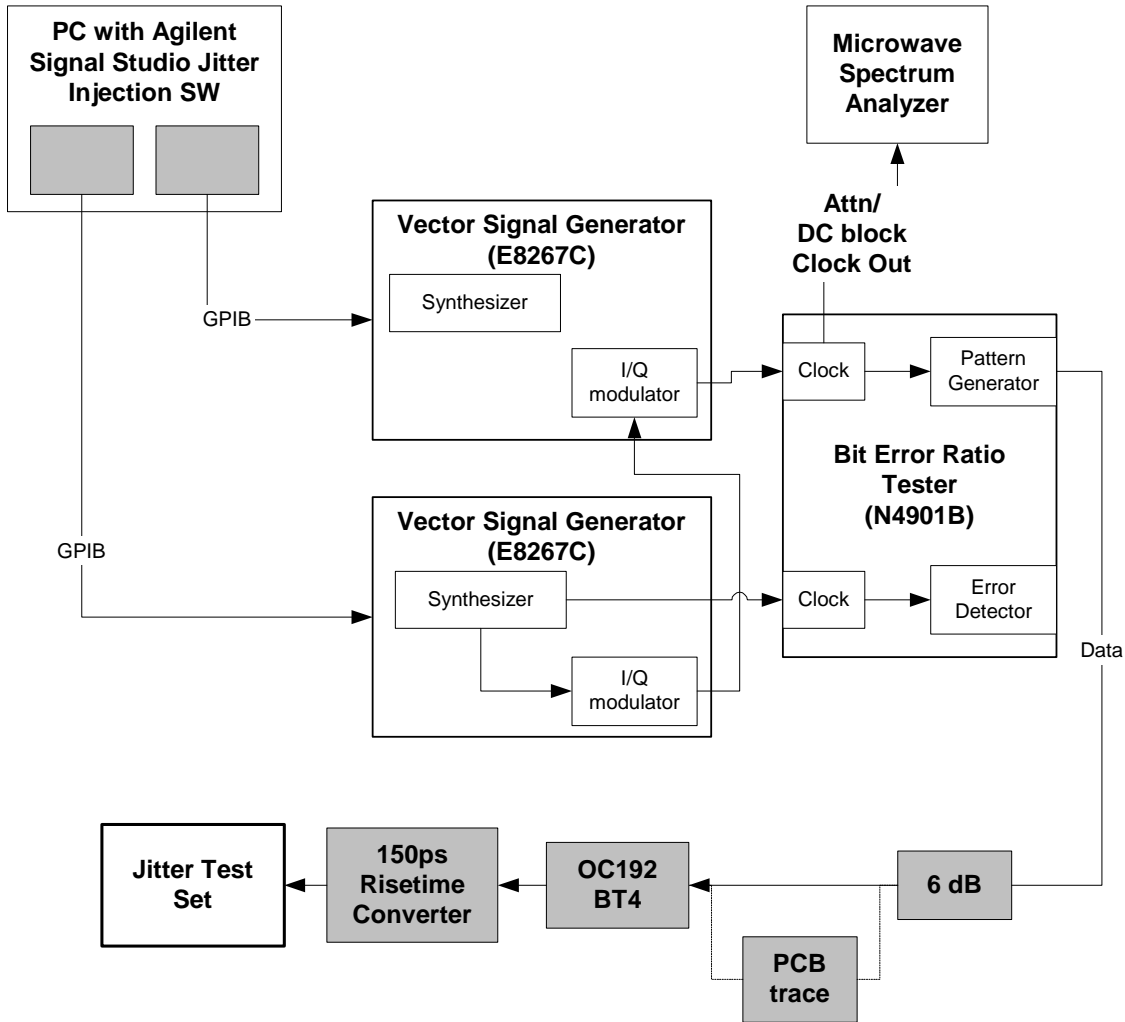 PC with Agilent
Signal Studio Jitter
Injection SW
Microwave
Spectrum
Analyzer
Attn/
DC block
Clock Out
Vector Signal Generator
(E8267C)
Synthesizer
GPIB
I/Q
modulator
Clock
Pattern
Generator
Bit Error Ratio
Tester
(N4901B)
Vector Signal Generator
(E8267C)
GPIB
Synthesizer
Clock
Error
Detector
I/Q
modulator
Data
Jitter Test
Set
150ps
Risetime
Converter
OC192
BT4
6 dB
PCB
trace